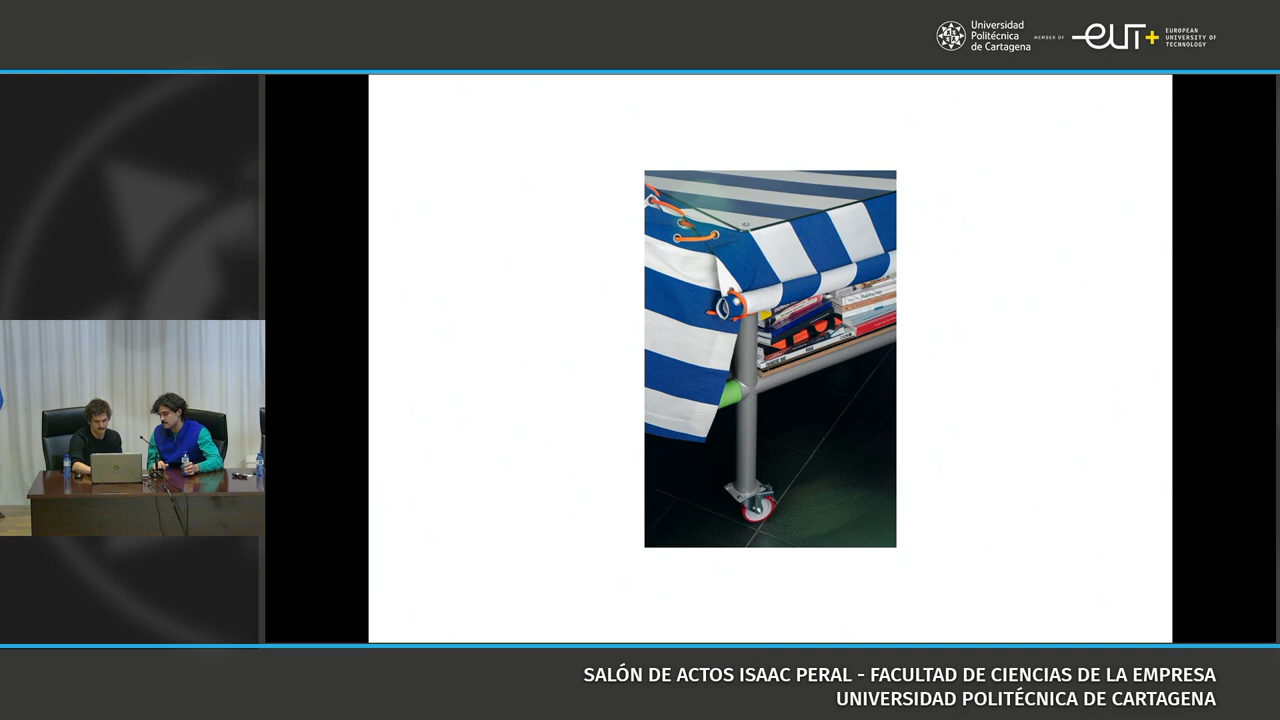 Universidad
Politécnica
de Cartagena
MEMBER OF
EUT+
EUROPEAN
UNIVERSITY OF
TECHNOLOGY
SALÓN DE ACTOS ISAAC PERAL - FACULTAD DE CIENCIAS DE LA EMPRESA
UNIVERSIDAD POLITÉCNICA DE CARTAGENA